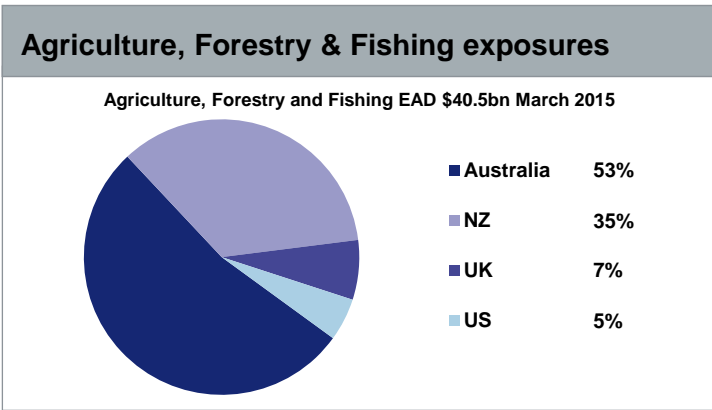 Agriculture, Forestry & Fishing exposures
Agriculture, Forestry and Fishing EAD $40.5bn March 2015
Australia 53%
NZ 35%
UK 7%
US 5%